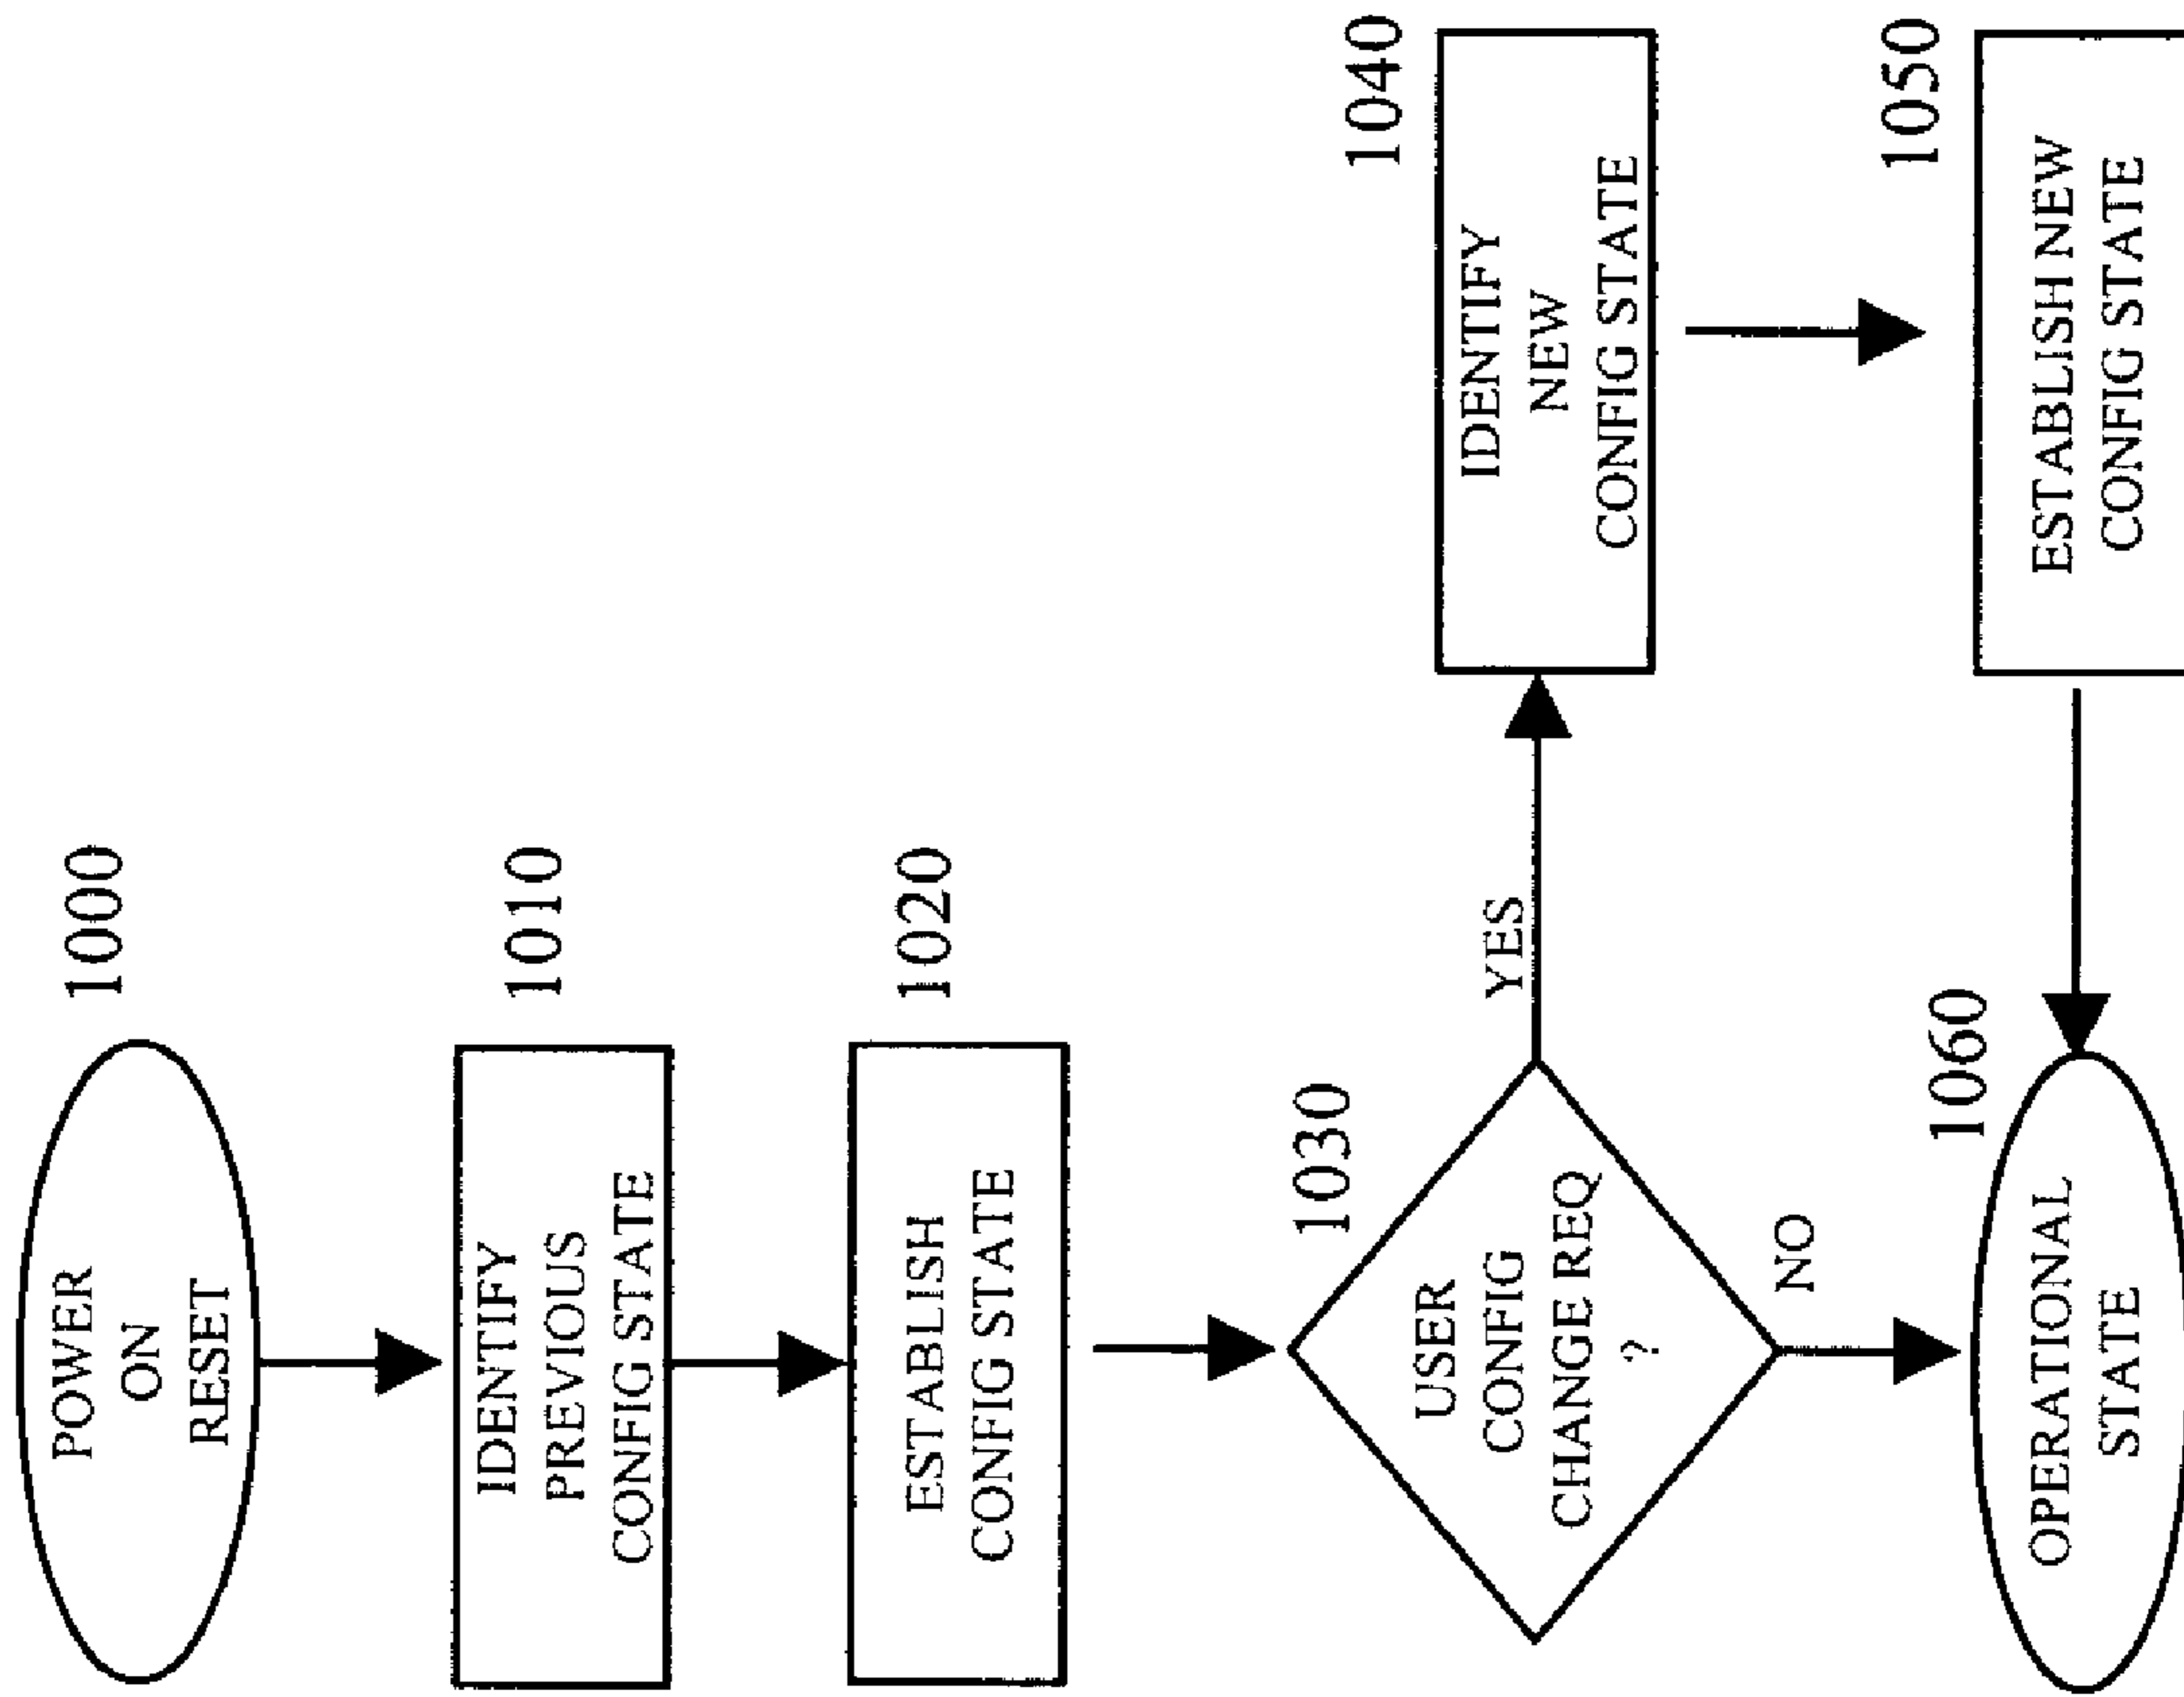 1000
POWER
ON
RESET
1010
IDENTIFY
PREVIOUS
CONFIG STATE
1020
ESTABLISH
CONFIG STATE
1030
USER
CONFIG
CHANGE REQ
?
YES
NO
1040
IDENTIFY
NEW
CONFIG STATE
1050
ESTABLISH NEW
CONFIG STATE
1060
OPERATIONAL
STATE